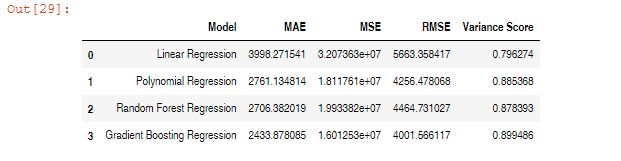 Out[29]:
Model MAE MSE RMSE Variance Score
0 Linear Regression 3998.271541 3.207363e+07 5663.358417 0.796274
1 Polynomial Regression 2761.134814 1.811761e+07 4256.478068 0.885368
2 Random Forest Regression 2706.382019 1.993382e+07 4464.731027 0.878393
3 Gradient Boosting Regression 2433.878085 1.601253e+07 4001.566117 0.899486